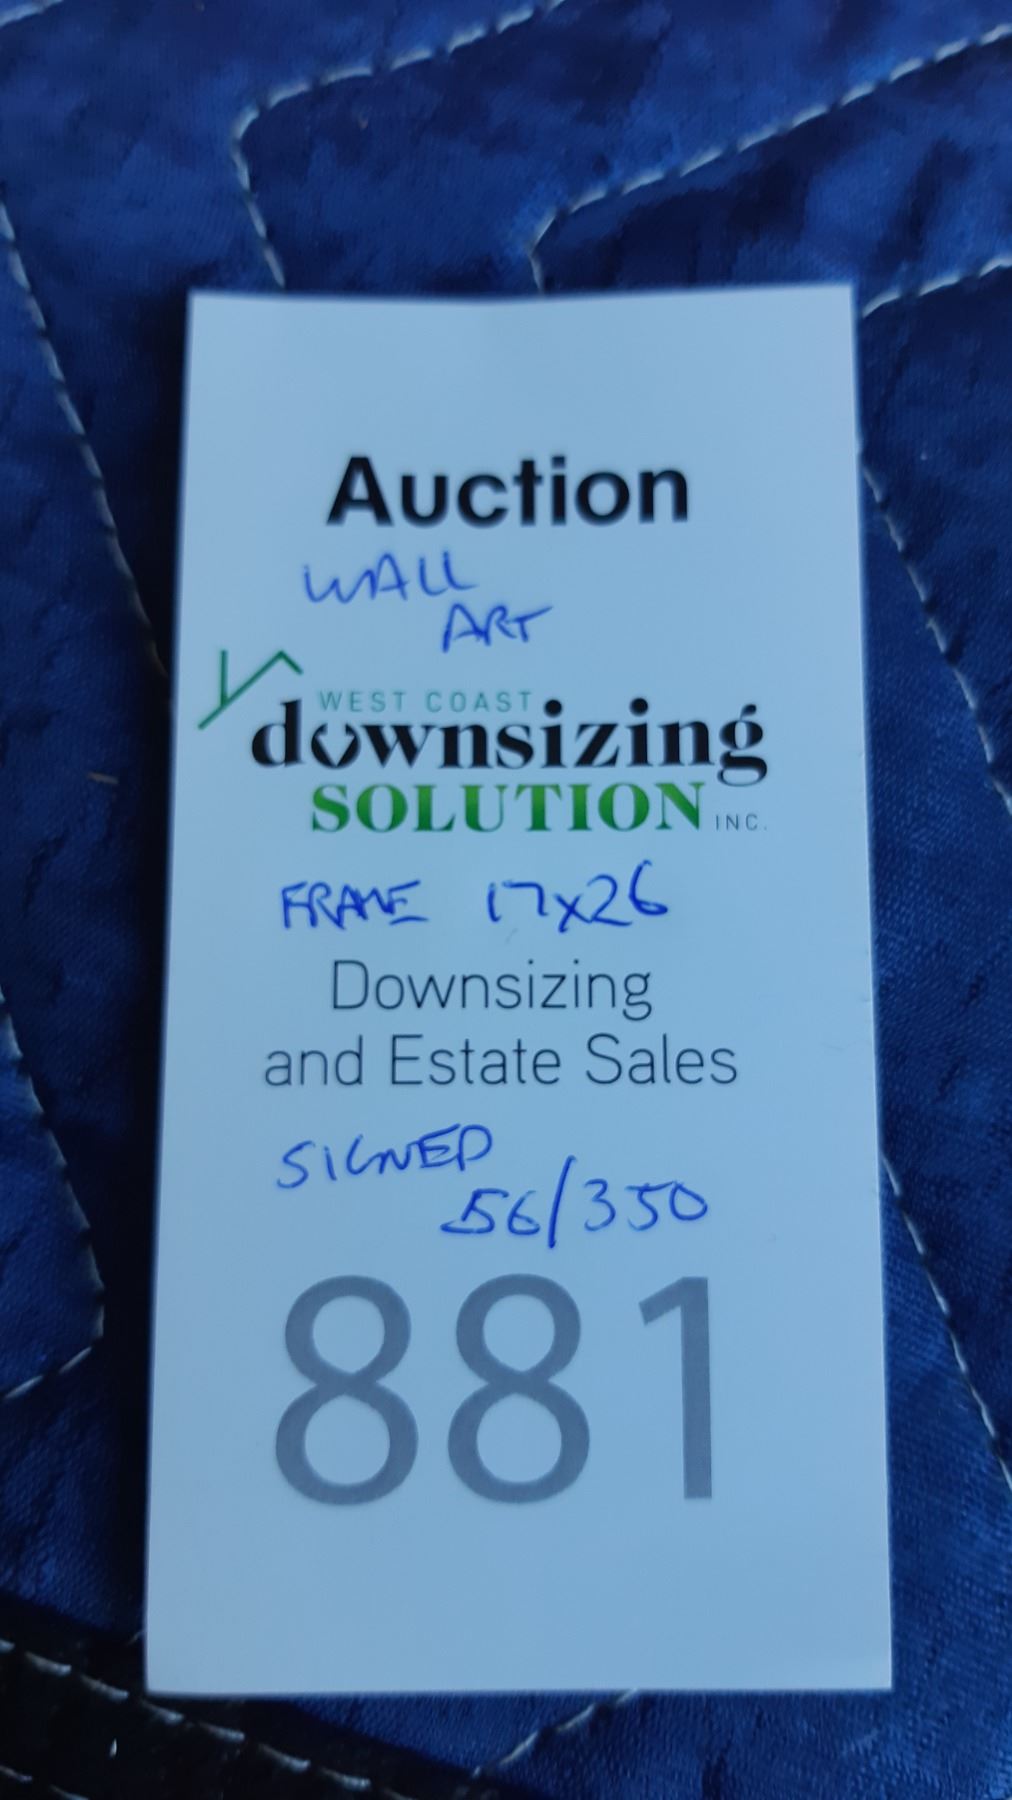 Auction
WALL
ART
WEST COAST
downsizing
SOLUTION INC.
FRAME 17x26
Downsizing
and Estate Sales
SIGNED
56/350
881